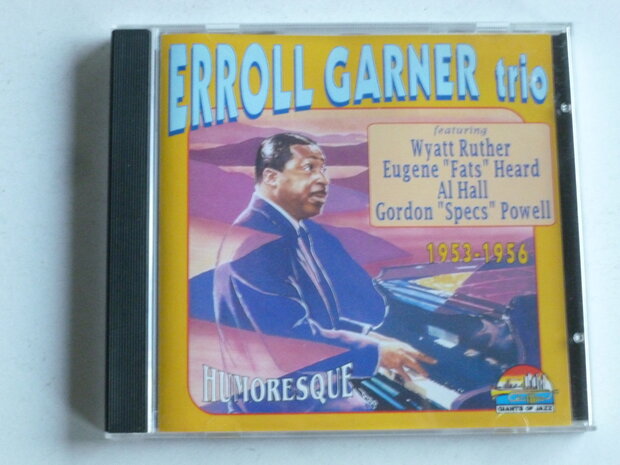 ERROLL GARNER trio
featuring
Wyatt Ruther
Eugene "Fats" Heard
Al Hall
Gordon "Specs" Powell
1953-1956
HUMORESQUE
GIANTS OF JAZZ